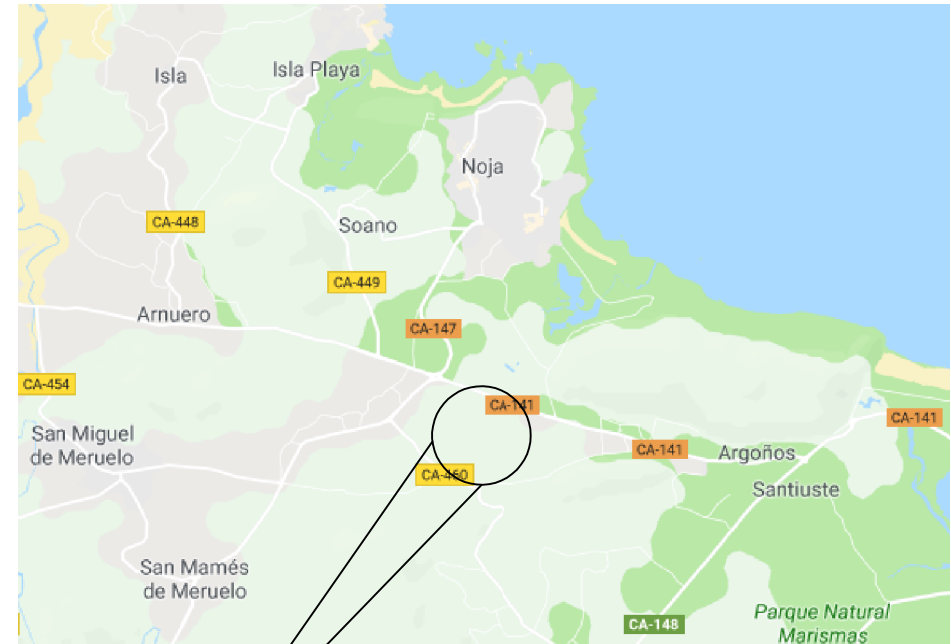 Isla Playa
Isla
Noja
CA-448
Soano
CA-449
Arnuero
CA-147
CA-454
CA-141
CA-141
San Miguel
de Meruelo
CA-141
Argoños
CA-460
Santiuste
San Mamés
de Meruelo
Parque Natural
Marismas
CA-148